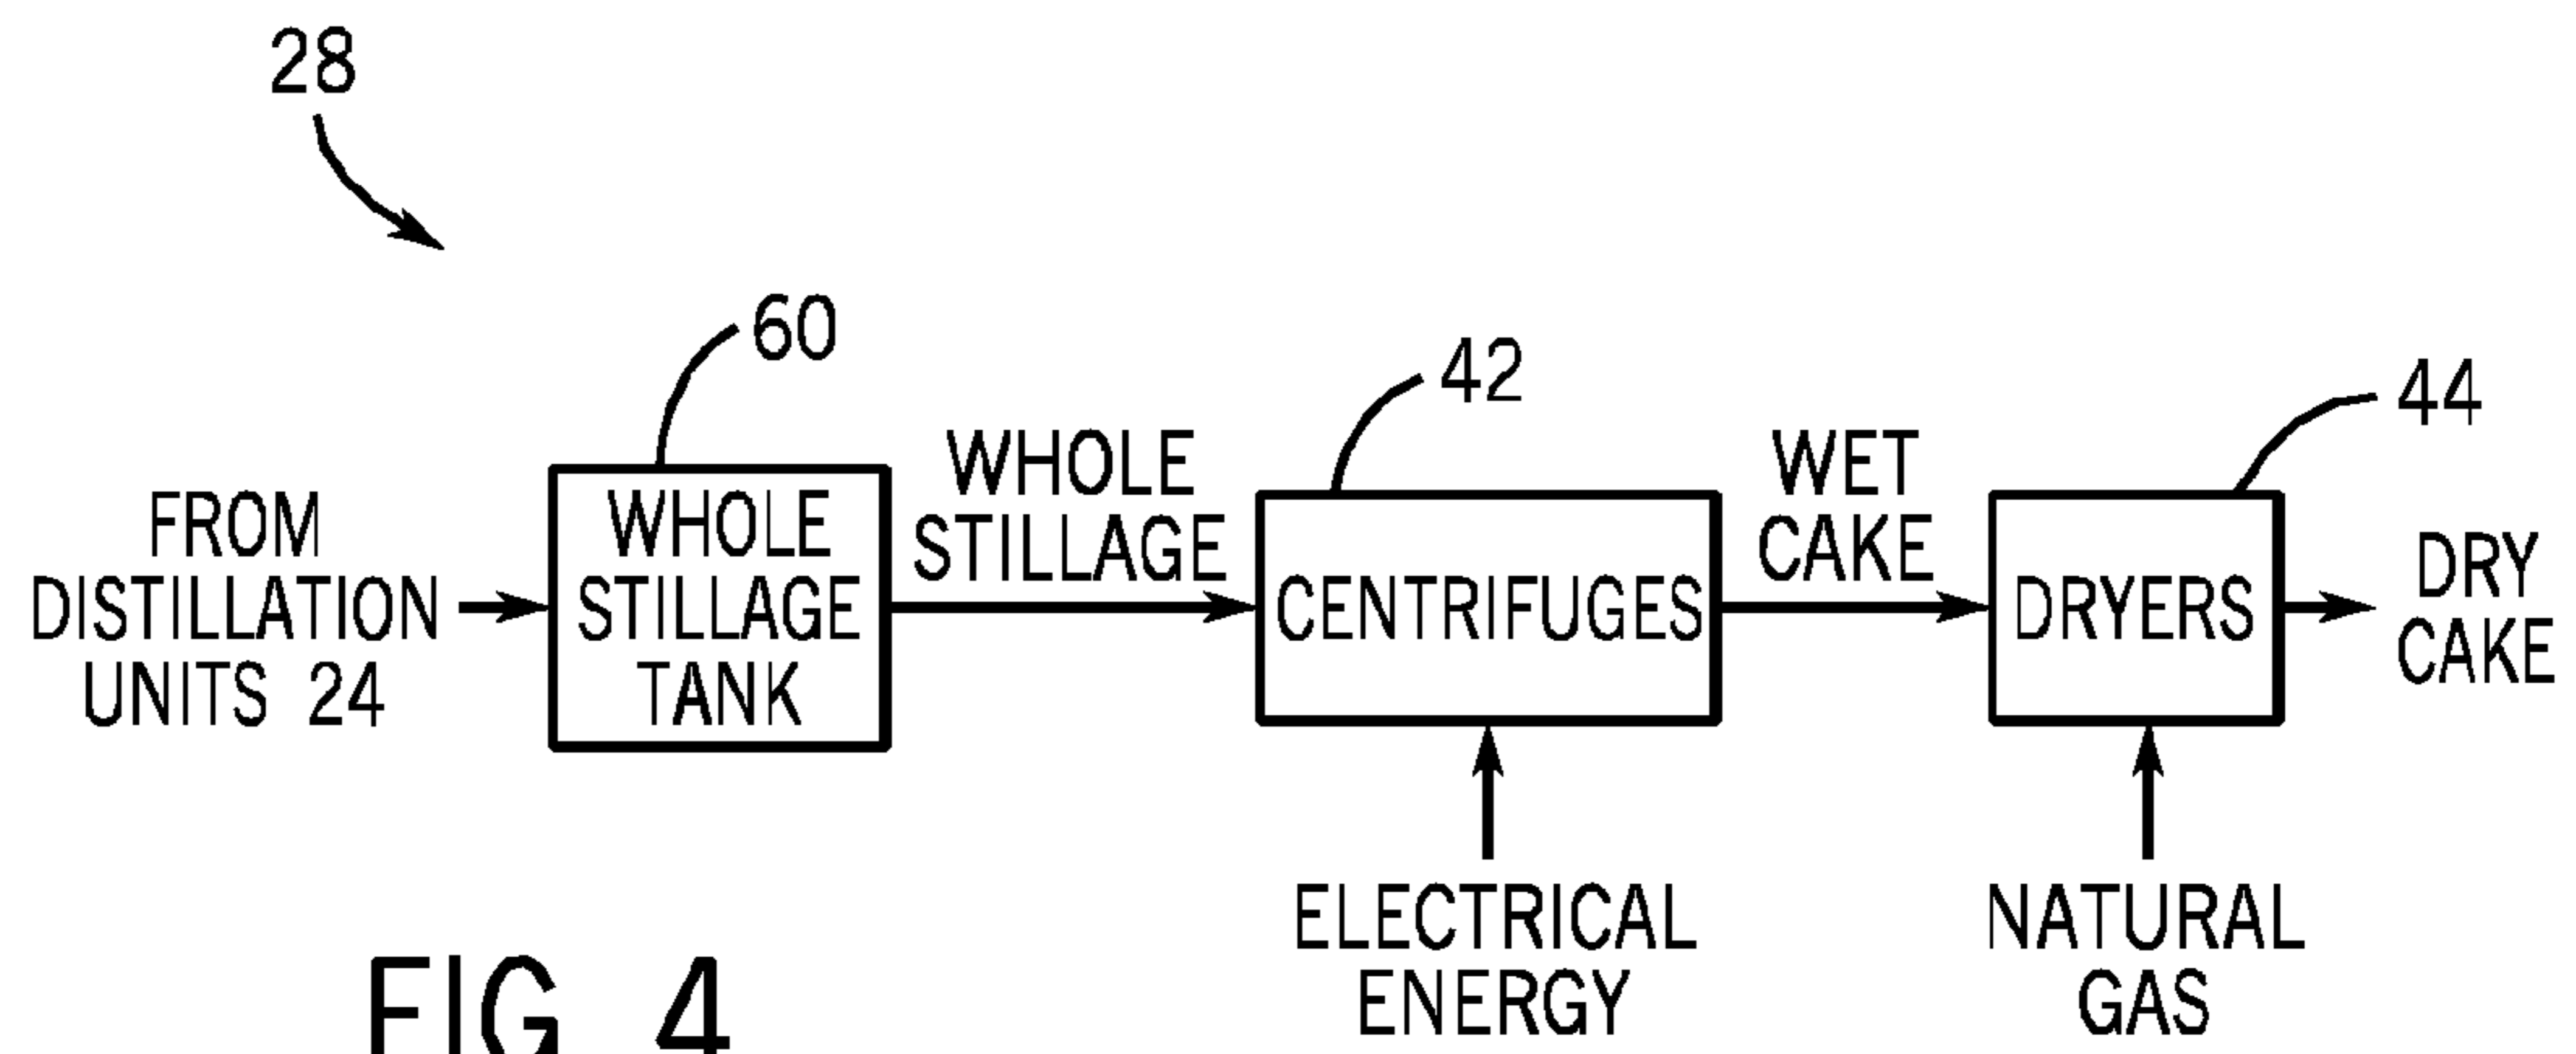 28
60
42
44
FROM
DISTILLATION
UNITS 24
WHOLE
STILLAGE
TANK
WHOLE
STILLAGE
CENTRIFUGES
WET
CAKE
DRYERS
DRY
CAKE
ELECTRICAL
ENERGY
NATURAL
GAS
FIG 4